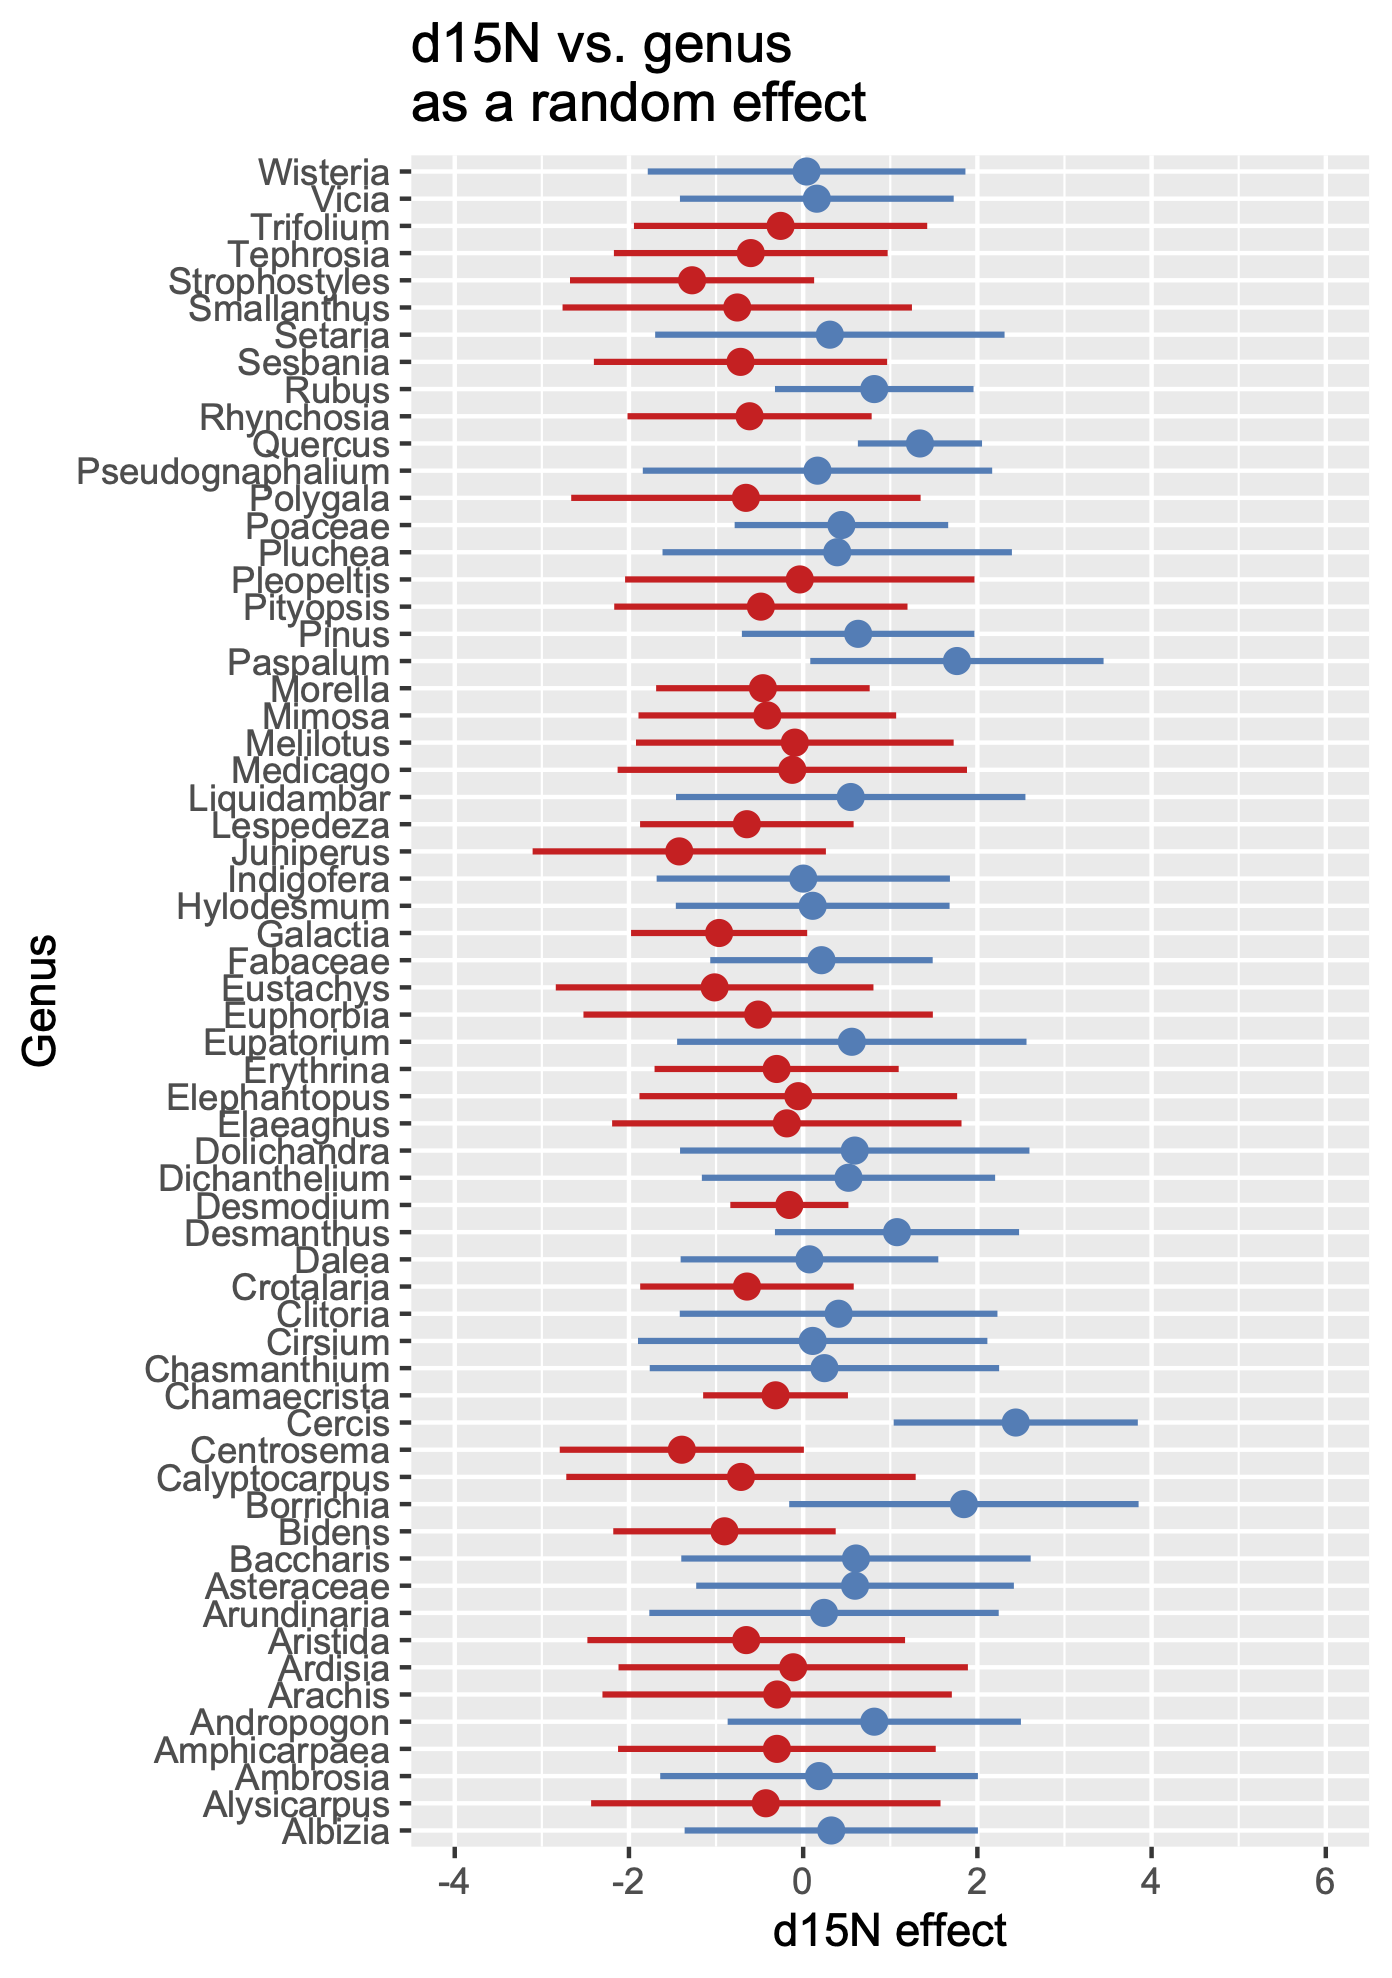 d15N vs. genus
as a random effect
Genus
Wisteria
Vicia
Trifolium
Tephrosia
Strophostyles
Smallanthus
Setaria
Sesbania
Rubus
Rhynchosia
Quercus
Pseudognaphalium
Polygala
Poaceae
Pluchea
Pleopeltis
Pityopsis
Pinus
Paspalum
Morella
Mimosa
Melilotus
Medicago
Liquidambar
Lespedeza
Juniperus
Indigofera
Hylodesmum
Galactia
Fabaceae
Eustachys
Euphorbia
Eupatorium
Erythrina
Elephantopus
Elaeagnus
Dolichandra
Dichanthelium
Desmodium
Desmanthus
Dalea
Crotalaria
Clitoria
Cirsium
Chasmanthium
Chamaecrista
Cercis
Centrosema
Calyptocarpus
Borrichia
Bidens
Baccharis
Asteraceae
Arundinaria
Aristida
Ardisia
Arachis
Andropogon
Amphicarpaea
Ambrosia
Alysicarpus
Albizia
-4 -2 0 2 4 6
d15N effect